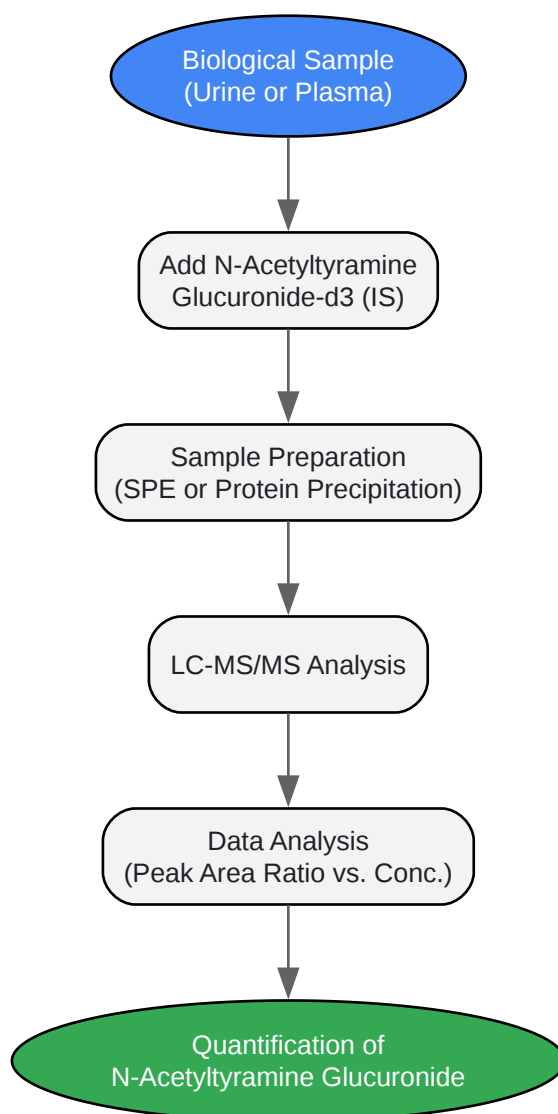 Biological Sample
(Urine or Plasma)
Add N-Acetyltyramine
Glucuronide-d3 (IS)
Sample Preparation
(SPE or Protein Precipitation)
LC-MS/MS Analysis
Data Analysis
(Peak Area Ratio vs. Conc.)
Quantification of
N-Acetyltyramine Glucuronide